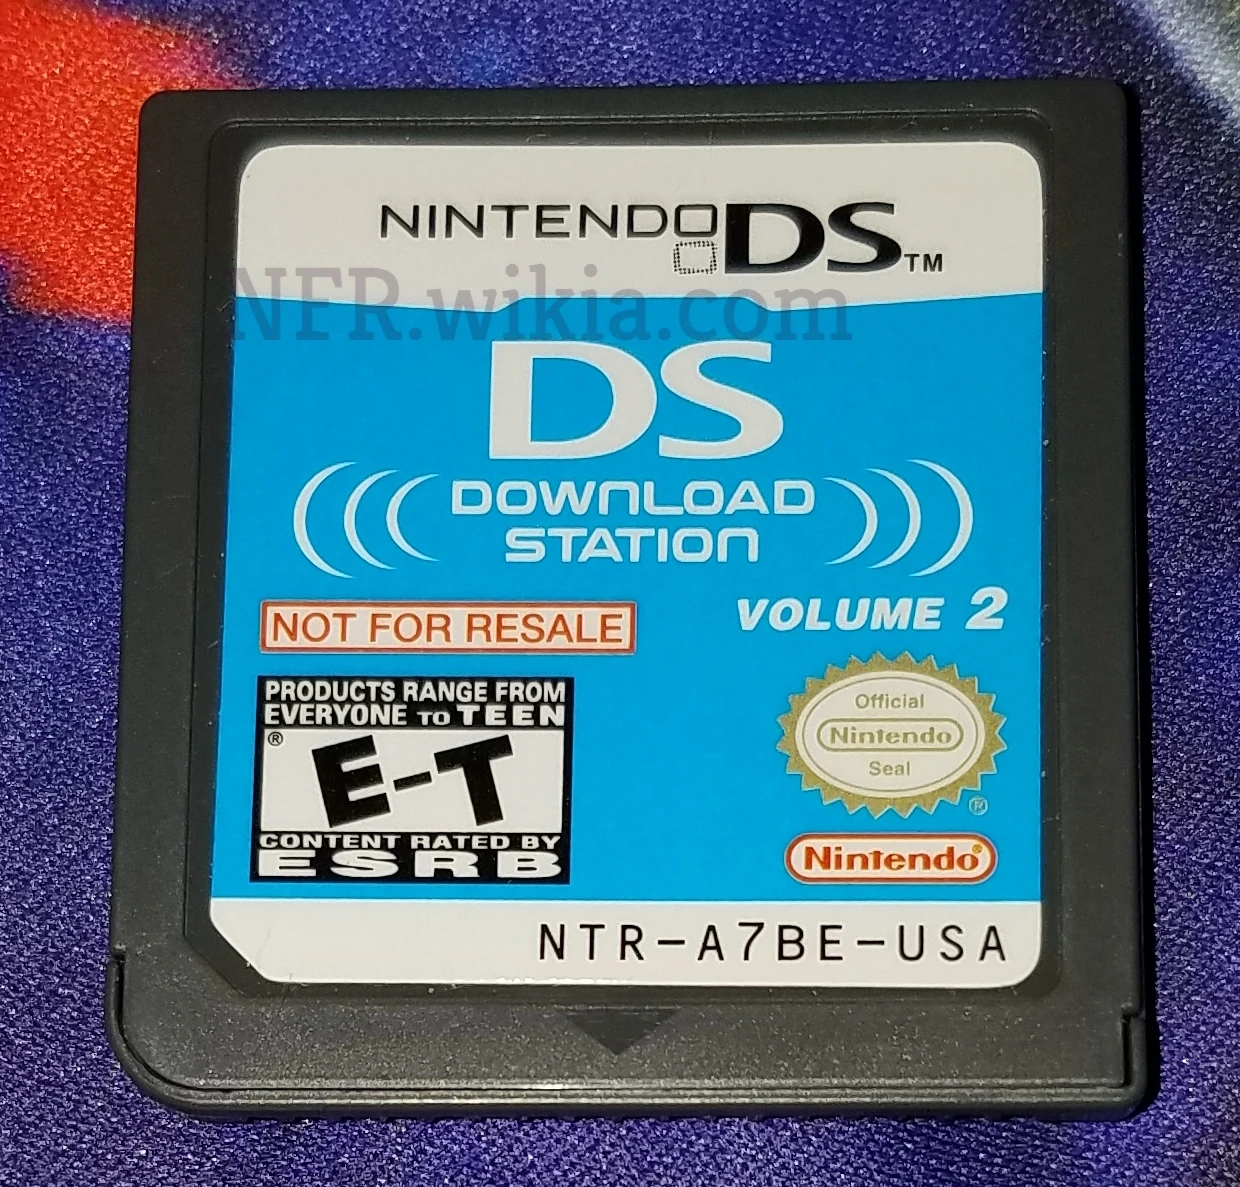 NINTENDO DS™
NFR.wikia.com
DS
DOWNLOAD
STATION
VOLUME 2
NOT FOR RESALE
PRODUCTS RANGE FROM
EVERYONE TO TEEN
®
E-T
CONTENT RATED BY
ESRB
Official
Nintendo
Seal
®
Nintendo®
NTR-A7BE-USA